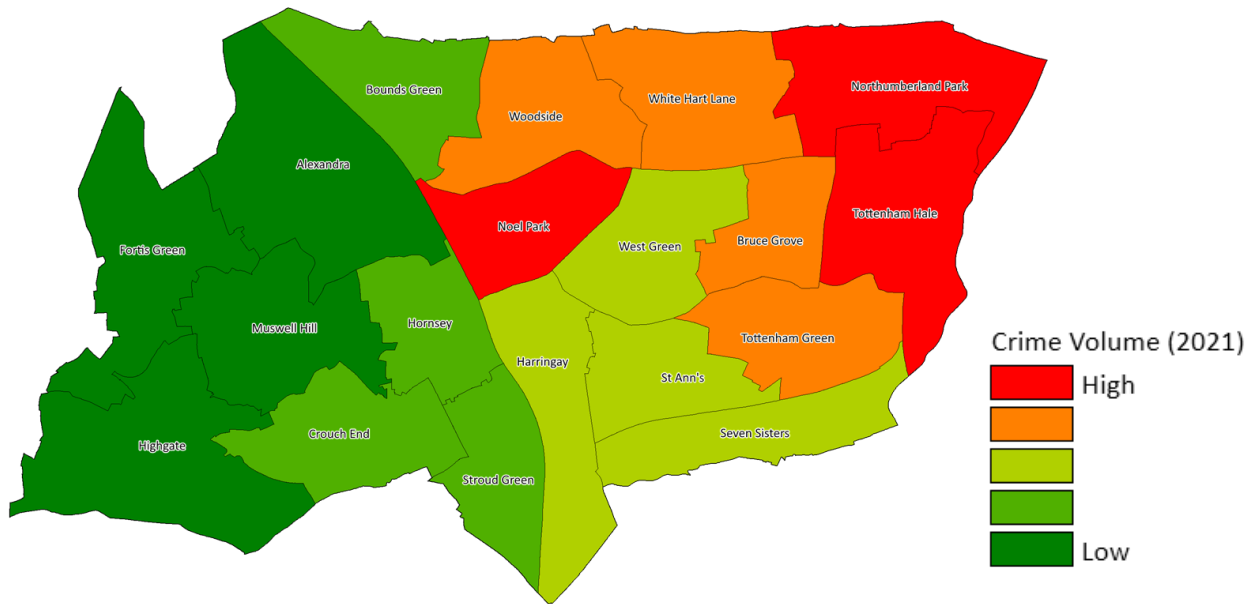 Bounds Green
Northumberland Park
White Hart Lane
Woodside
Alexandra
Tottenham Hale
Noel Park
Bruce Grove
West Green
Fortis Green
Hornsey
Muswell Hill
Tottenham Green
Crime Volume (2021)
Harringay
St Ann's
High
Crouch End
Seven Sisters
Highgate
Stroud Green
Low